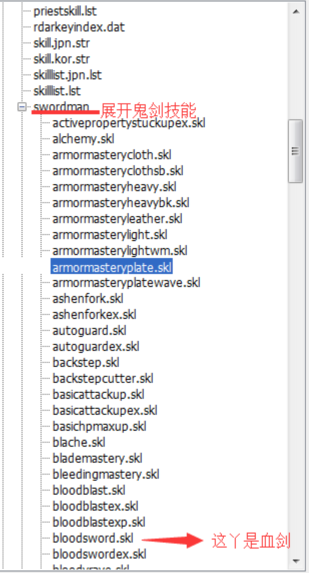 priestskill.lst
rdarkeyindex.dat
skill.jpn.str
skill.kor.str
skilllist.jpn.lst
skilllist.lst
swordman 展开鬼剑技能
activepropertystuckupex.skl
alchemy.skl
armormasterycloth.skl
armormasteryclothsb.skl
armormasteryheavy.skl
armormasteryheavybk.skl
armormasteryleather.skl
armormasterylight.skl
armormasterylightwm.skl
armormasteryplate.skl
armormasteryplatewave.skl
ashenfork.skl
ashenforkex.skl
autoguard.skl
autoguardex.skl
backstep.skl
backstepcutter.skl
basicattackup.skl
basicattackupex.skl
basichpmaxup.skl
blache.skl
blademastery.skl
bleedingmastery.skl
bloodblast.skl
bloodblastex.skl
bloodblastexp.skl
bloodsword.skl 这丫是血剑
bloodswordex.skl